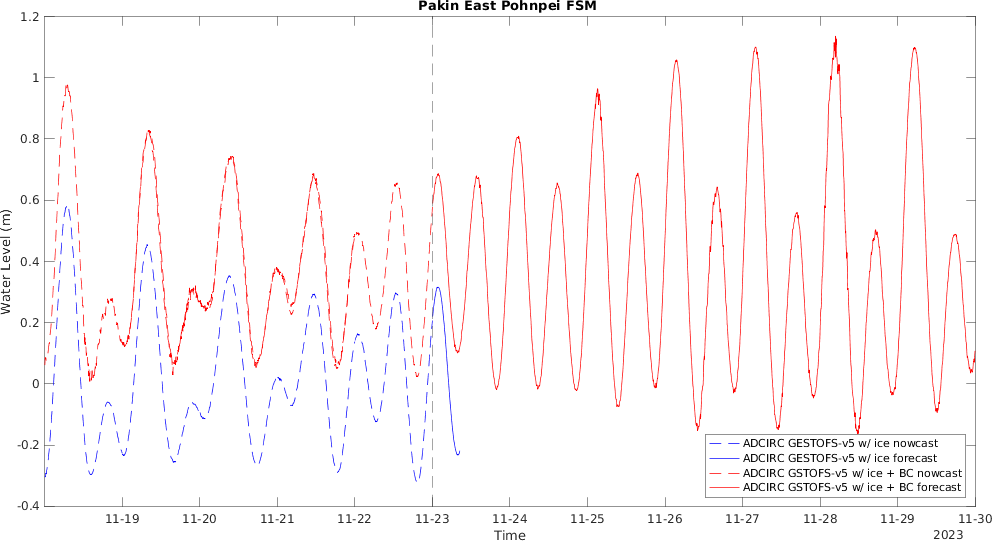 Pakin East Pohnpei FSM
Water Level (m)
1.2
1
0.8
0.6
0.4
0.2
0
-0.2
-0.4
ADCIRC GESTOFS-v5 w/ ice nowcast
ADCIRC GESTOFS-v5 w/ ice forecast
ADCIRC GSTOFS-v5 w/ ice + BC nowcast
ADCIRC GSTOFS-v5 w/ ice + BC forecast
11-19 11-20 11-21 11-22 11-23 11-24 11-25 11-26 11-27 11-28 11-29 11-30
Time
2023